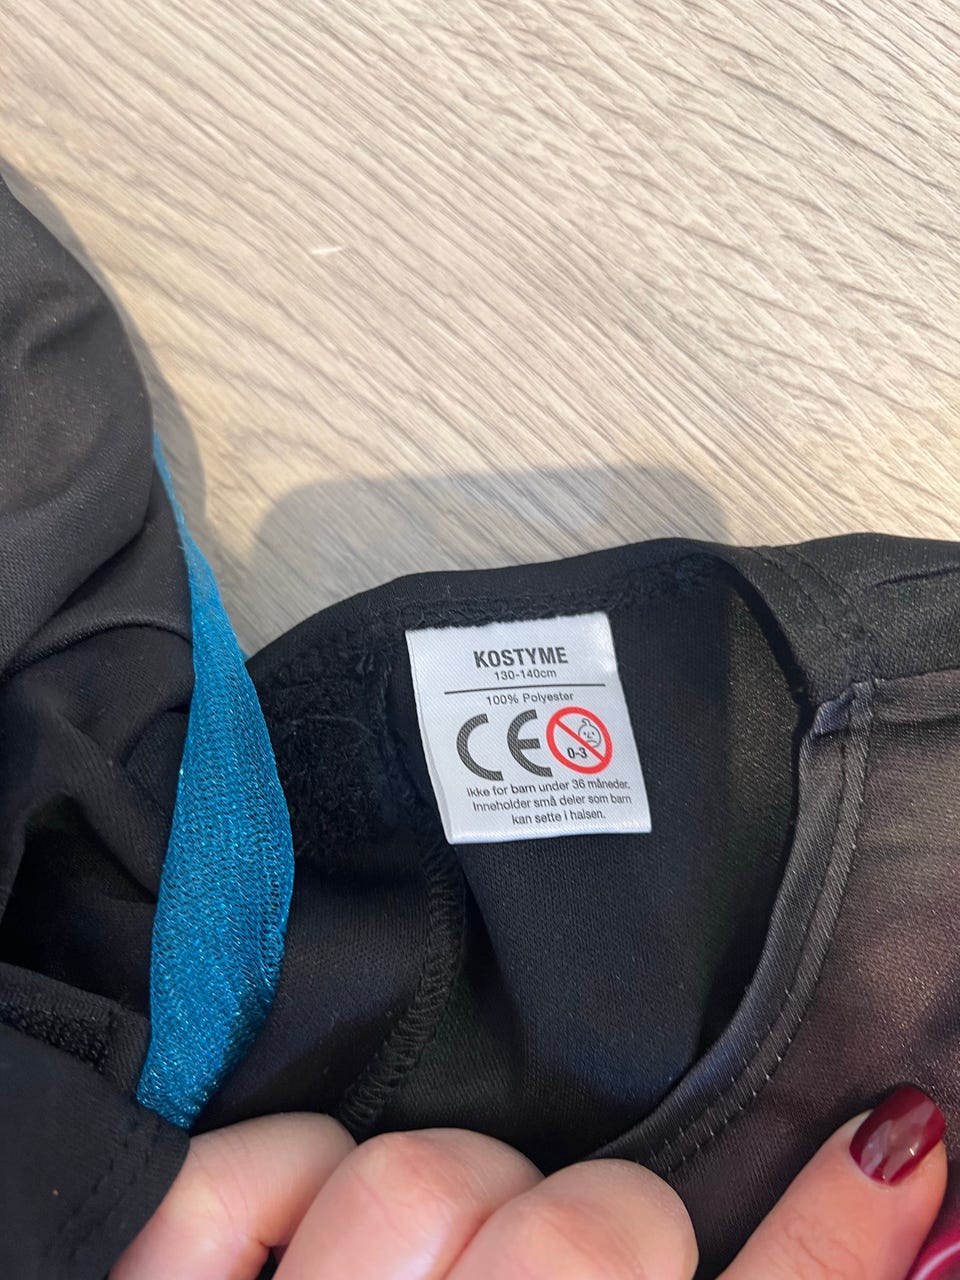 KOSTYME
130-140cm
100% Polyester
CE 0-3
Ikke for barn under 36 måneder.
Inneholder små deler som barn
kan sette i halsen.